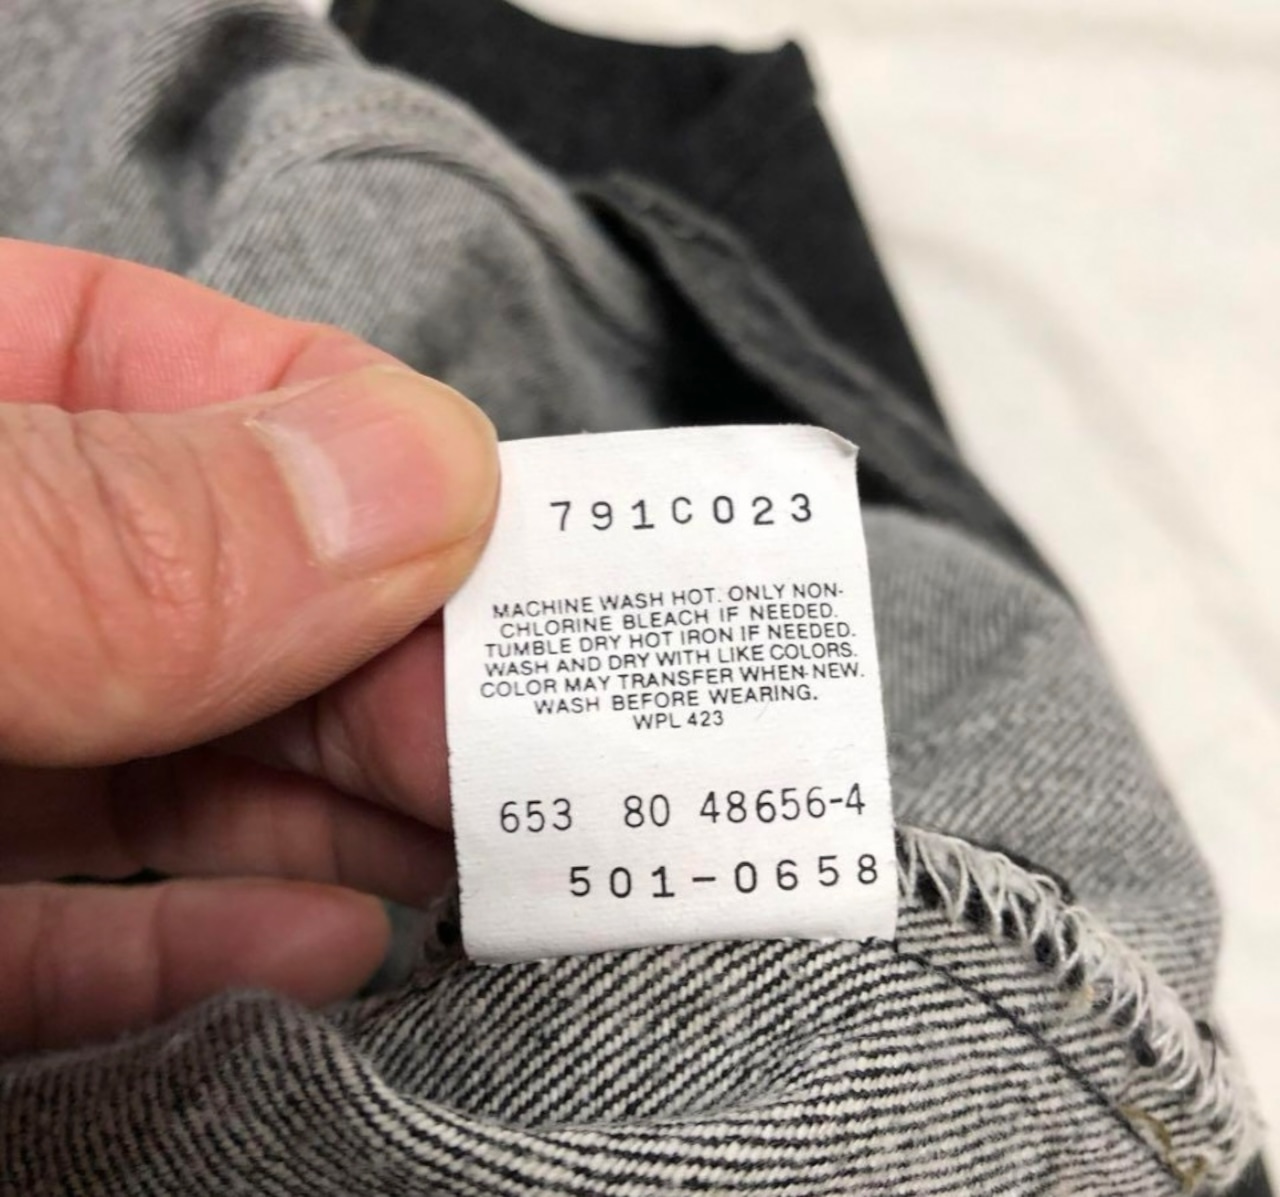 791C023
MACHINE WASH HOT. ONLY NON-
CHLORINE BLEACH IF NEEDED.
TUMBLE DRY HOT IRON IF NEEDED.
WASH AND DRY WITH LIKE COLORS.
COLOR MAY TRANSFER WHEN NEW.
WASH BEFORE WEARING.
WPL 423
653 80 48656-4
501-0658